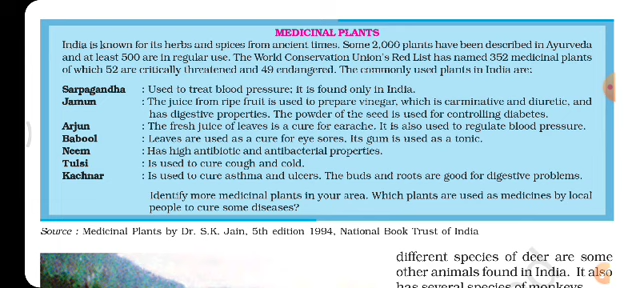 MEDICINAL PLANTS
India is known for its herbs and spices from ancient times. Some 2,000 plants have been described in Ayurveda
and at least 500 are in regular use. The World Conservation Union's Red List has named 352 medicinal plants
of which 52 are critically threatened and 49 endangered. The commonly used plants in India are:
Sarpagandha : Used to treat blood pressure; it is found only in India.
Jamun : The juice from ripe fruit is used to prepare vinegar, which is carminative and diuretic, and
has digestive properties. The powder of the seed is used for controlling diabetes.
Arjun : The fresh juice of leaves is a cure for earache. It is also used to regulate blood pressure.
Babool : Leaves are used as a cure for eye sores. Its gum is used as a tonic.
Neem : Has high antibiotic and antibacterial properties.
Tulsi : Is used to cure cough and cold.
Kachnar : Is used to cure asthma and ulcers. The buds and roots are good for digestive problems.
Identify more medicinal plants in your area. Which plants are used as medicines by local
people to cure some diseases?
Source : Medicinal Plants by Dr. S.K. Jain, 5th edition 1994, National Book Trust of India
different species of deer are some
other animals found in India. It also
has several species of monkeys